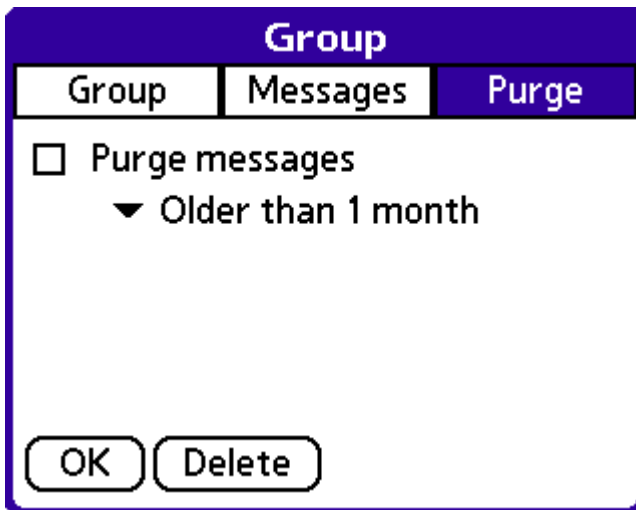 Group
Group Messages Purge
Purge messages
Older than 1 month
OK Delete